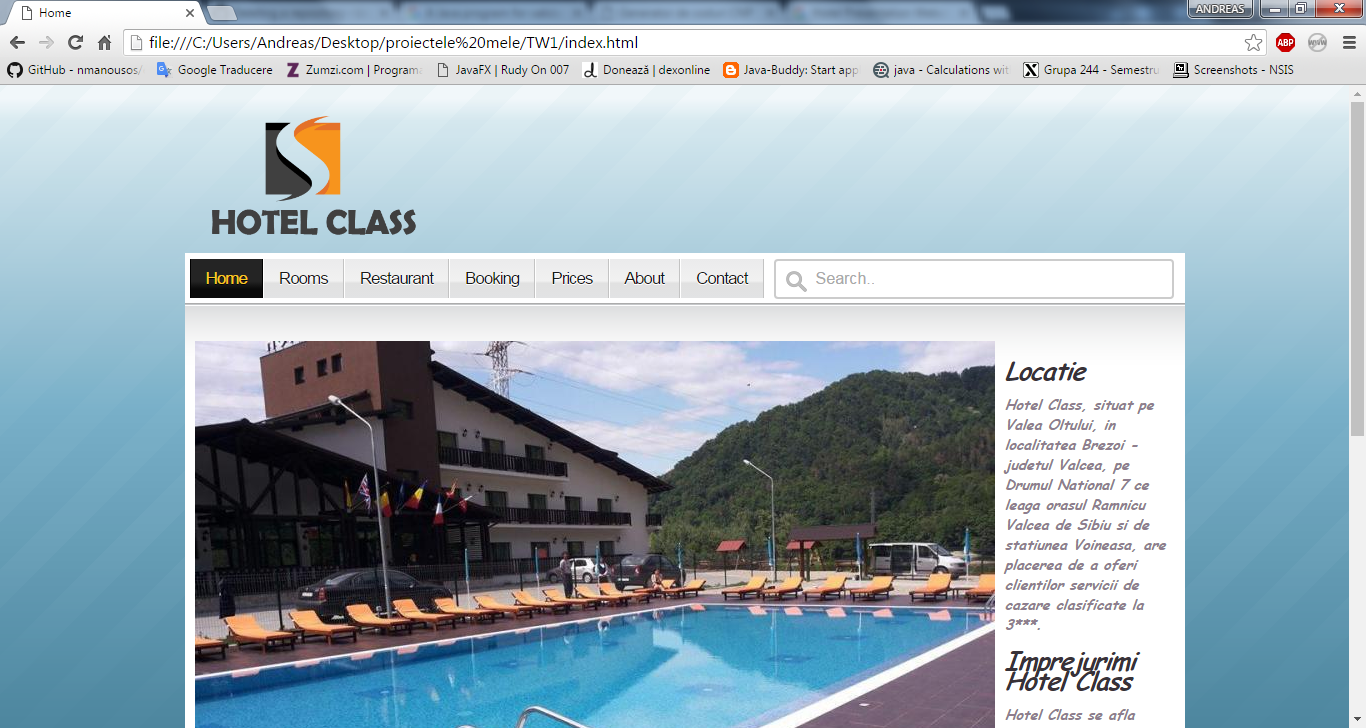 Home
ANDREAS
file:///C:/Users/Andreas/Desktop/proiectele%20mele/TW1/index.html
ABP
www
GitHub - nmanousos/
Google Traducere
Zumzi.com | Programa
JavaFX | Rudy On 007
Donează | dexonline
Java-Buddy: Start app
java - Calculations wit
Grupa 244 - Semestru
Screenshots - NSIS
HOTEL CLASS
Home
Rooms
Restaurant
Booking
Prices
About
Contact
Search..
Locatie
Hotel Class, situat pe
Valea Oltului, in
localitatea Brezoi -
judetul Valcea, pe
Drumul National 7 ce
leaga orasul Ramnicu
Valcea de Sibiu si de
statiunea Voineasa, are
placerea de a oferi
clientilor servicii de
cazare clasificate la
3***.
Imprejurimi
Hotel Class
Hotel Class se afla